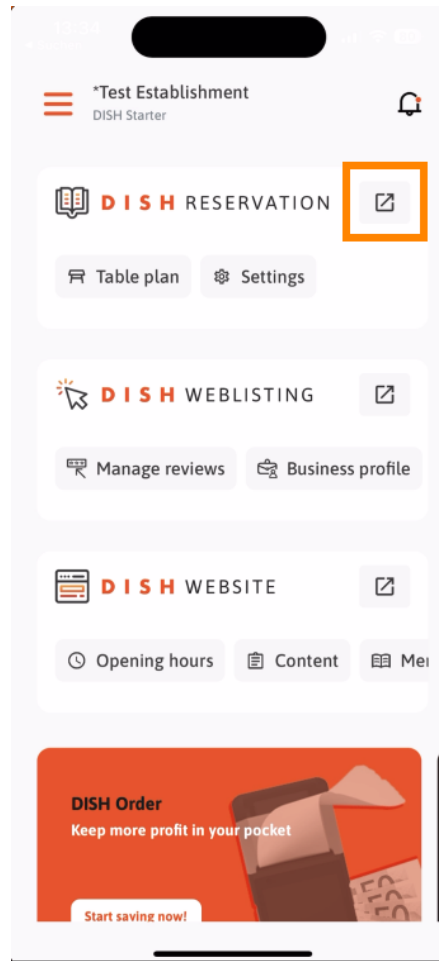 *Test Establishment
DISH Starter
DISH RESERVATION
Table plan Settings
DISH WEBLISTING
Manage reviews Business profile
DISH WEBSITE
Opening hours Content
DISH Order
Keep more profit in your pocket
Start saving now!